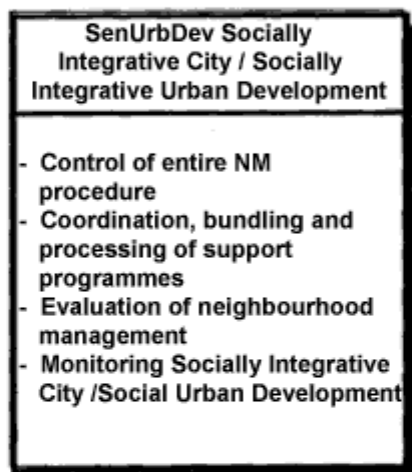 SenUrbDev Socially
Integrative City / Socially
Integrative Urban Development
- Control of entire NM
procedure
- Coordination, bundling and
processing of support
programmes
- Evaluation of neighbourhood
management
- Monitoring Socially Integrative
City /Social Urban Development